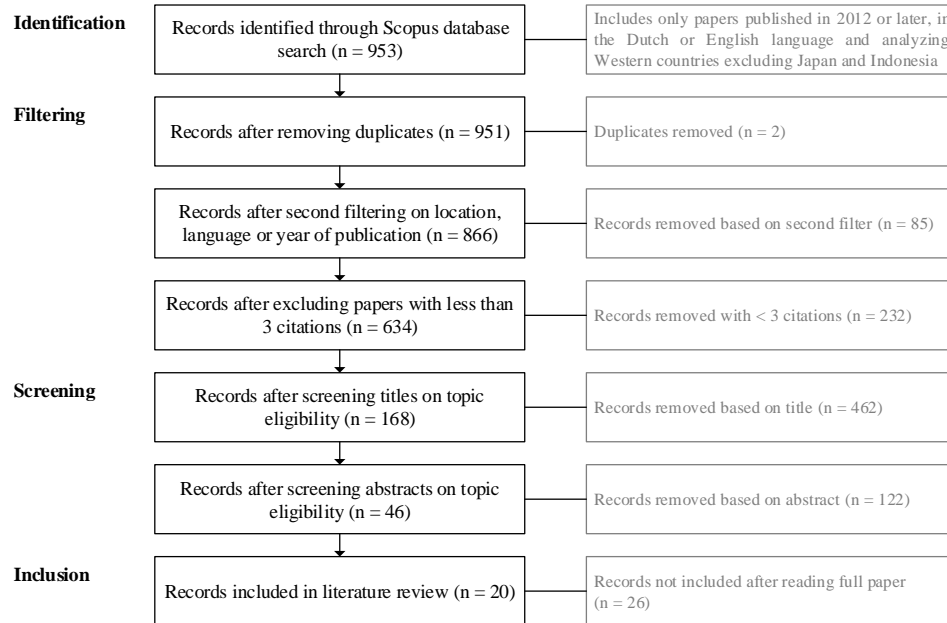 Identification
Records identified through Scopus database
search (n = 953)
Includes only papers published in 2012 or later, in
the Dutch or English language and analyzing
Western countries excluding Japan and Indonesia
Filtering
Records after removing duplicates (n = 951)
Duplicates removed (n = 2)
Records after second filtering on location,
language or year of publication (n = 866)
Records removed based on second filter (n = 85)
Records after excluding papers with less than
3 citations (n = 634)
Records removed with < 3 citations (n = 232)
Screening
Records after screening titles on topic
eligibility (n = 168)
Records removed based on title (n = 462)
Records after screening abstracts on topic
eligibility (n = 46)
Records removed based on abstract (n = 122)
Inclusion
Records included in literature review (n = 20)
Records not included after reading full paper
(n = 26)